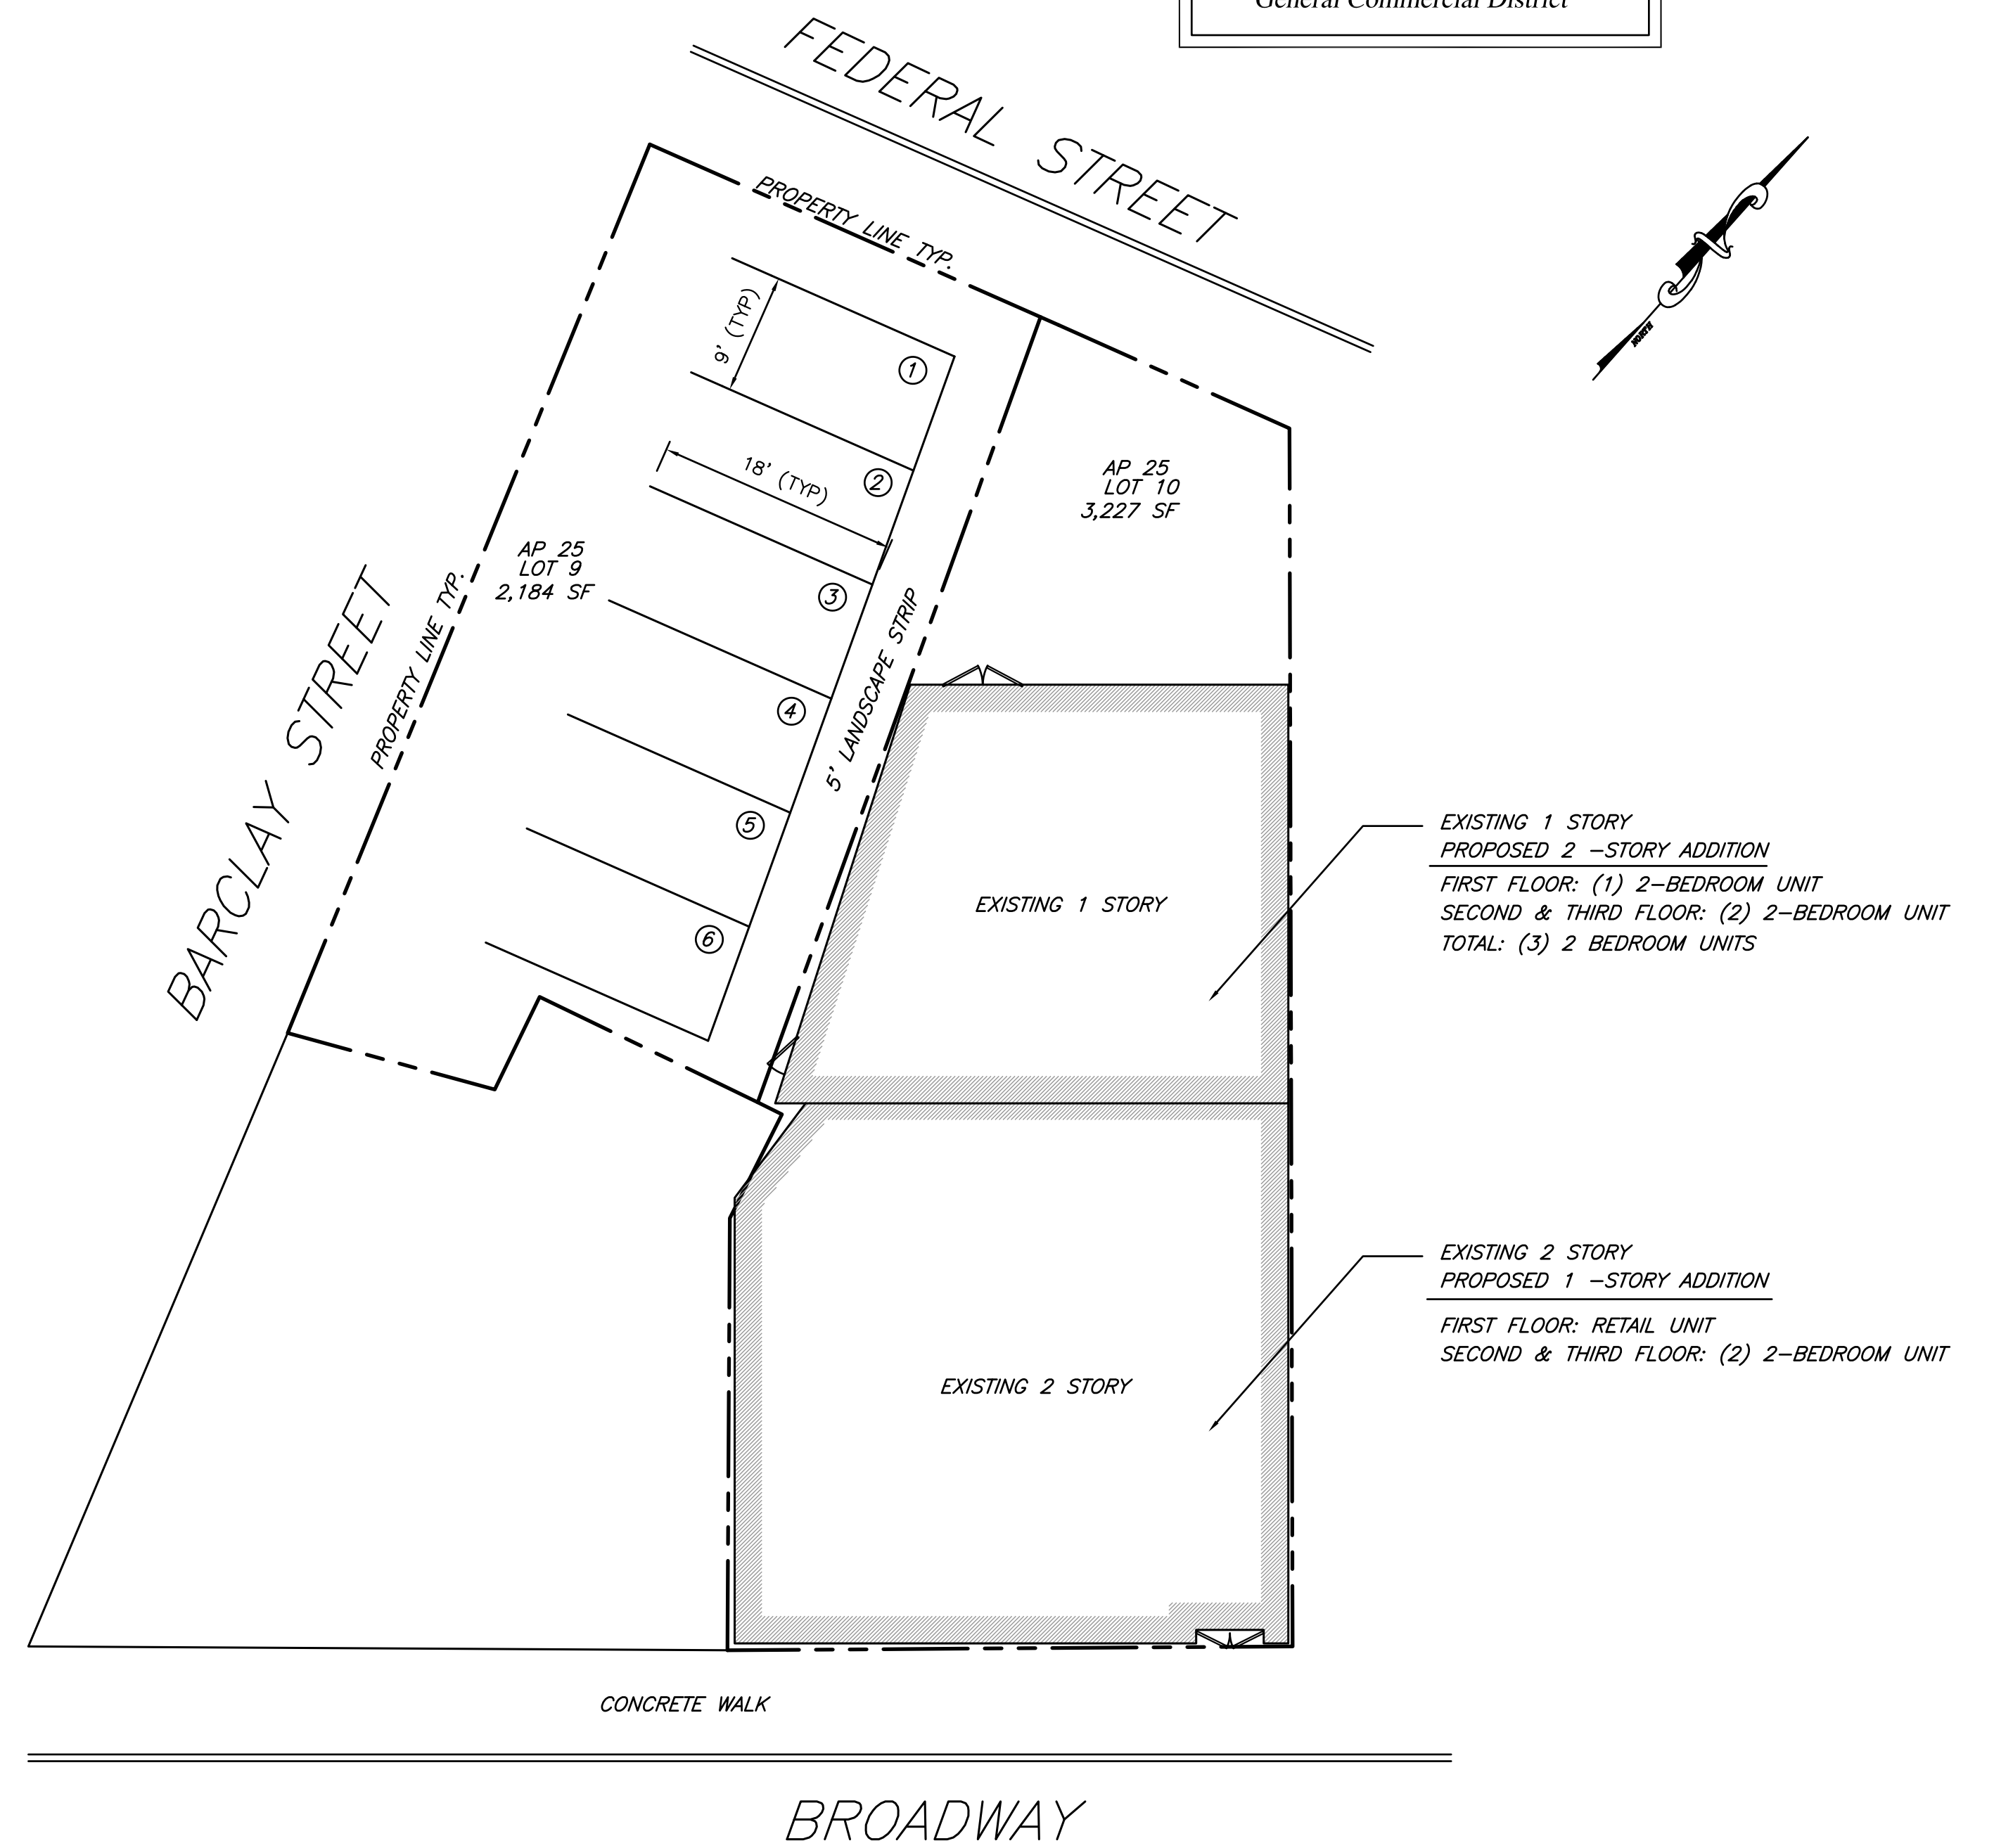 General Commercial District
FEDERAL STREET
PROPERTY LINE TYP.
9' (TYP)
1
18' (TYP)
2
AP 25
LOT 10
3,227 SF
NORTH
AP 25
LOT 9
2,184 SF
PROPERTY LINE TYP.
BARCLAY STREET
3
4
5
6
5' LANDSCAPE STRIP
EXISTING 1 STORY
EXISTING 1 STORY
PROPOSED 2 -STORY ADDITION
FIRST FLOOR: (1) 2-BEDROOM UNIT
SECOND & THIRD FLOOR: (2) 2-BEDROOM UNIT
TOTAL: (3) 2 BEDROOM UNITS
EXISTING 2 STORY
PROPOSED 1 -STORY ADDITION
FIRST FLOOR: RETAIL UNIT
SECOND & THIRD FLOOR: (2) 2-BEDROOM UNIT
EXISTING 2 STORY
CONCRETE WALK
BROADWAY